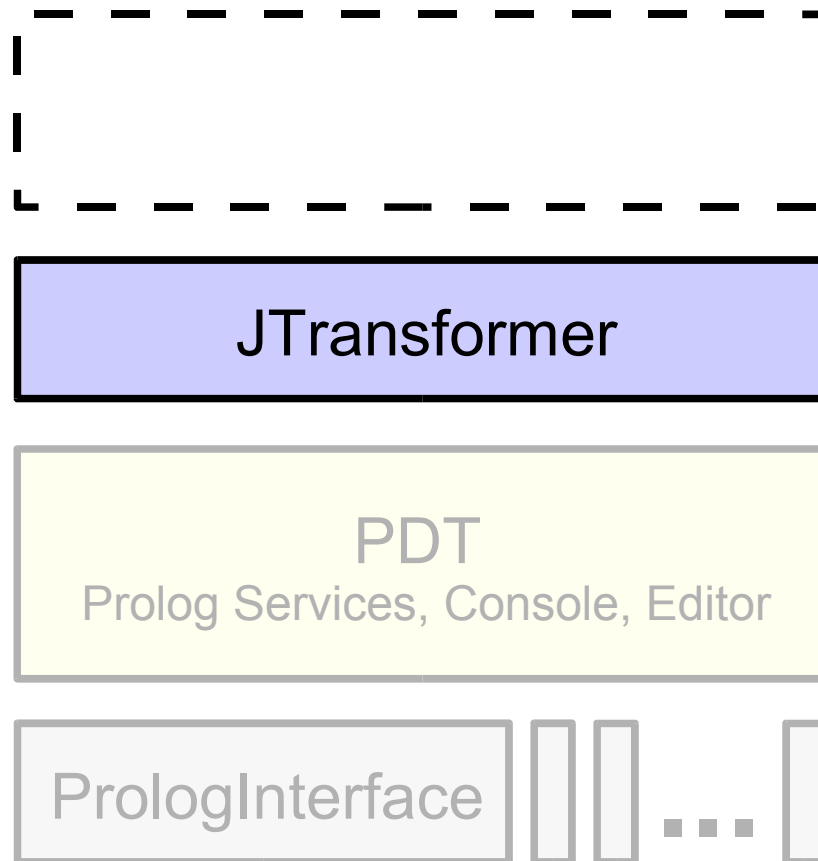 JTransformer
PDT
Prolog Services, Console, Editor
PrologInterface
...